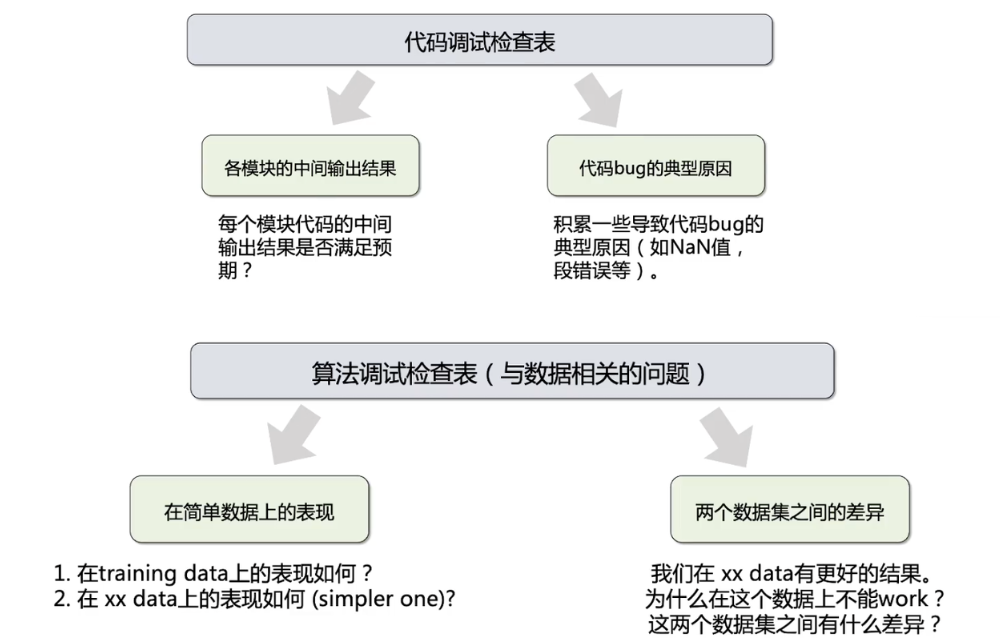 代码调试检查表
各模块的中间输出结果
代码bug的典型原因
每个模块代码的中间
输出结果是否满足预
期？
积累一些导致代码bug的
典型原因（如NaN值，
段错误等）。
算法调试检查表（与数据相关的问题）
在简单数据上的表现
两个数据集之间的差异
1. 在training data上的表现如何？
2. 在 xx data上的表现如何 (simpler one)?
我们在 xx data有更好的结果。
为什么在这个数据上不能work？
这两个数据集之间有什么差异？